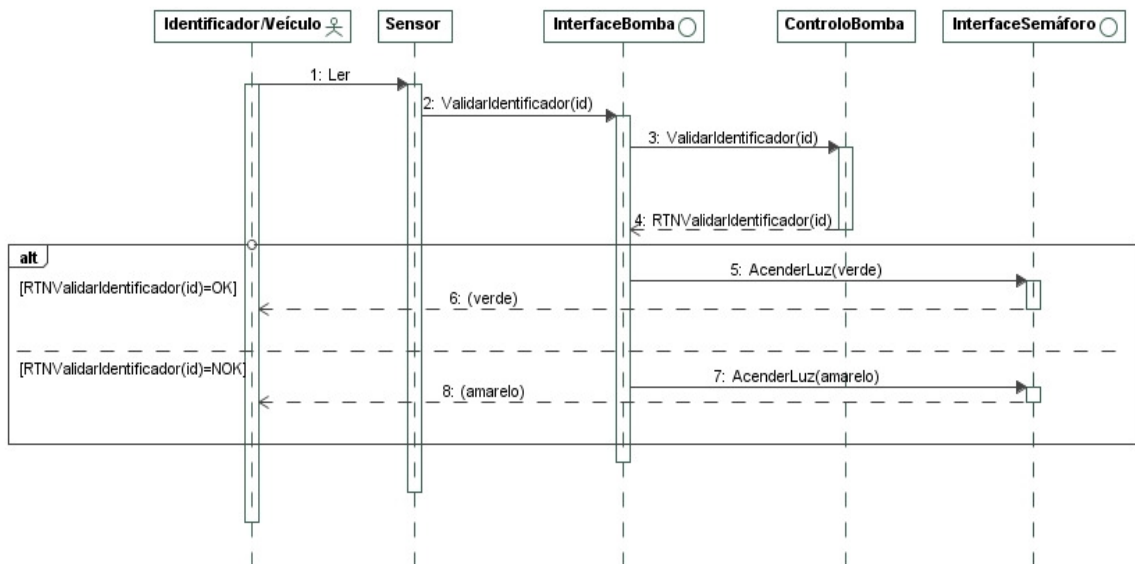 Identificador/Veículo
Sensor
InterfaceBomba
ControloBomba
InterfaceSemáforo
1: Ler
2: ValidarIdentificador(id)
3: ValidarIdentificador(id)
4: RTNValidarIdentificador(id)
alt
[RTNValidarIdentificador(id)=OK]
5: AcenderLuz(verde)
6: (verde)
[RTNValidarIdentificador(id)=NOK]
7: AcenderLuz(amarelo)
8: (amarelo)